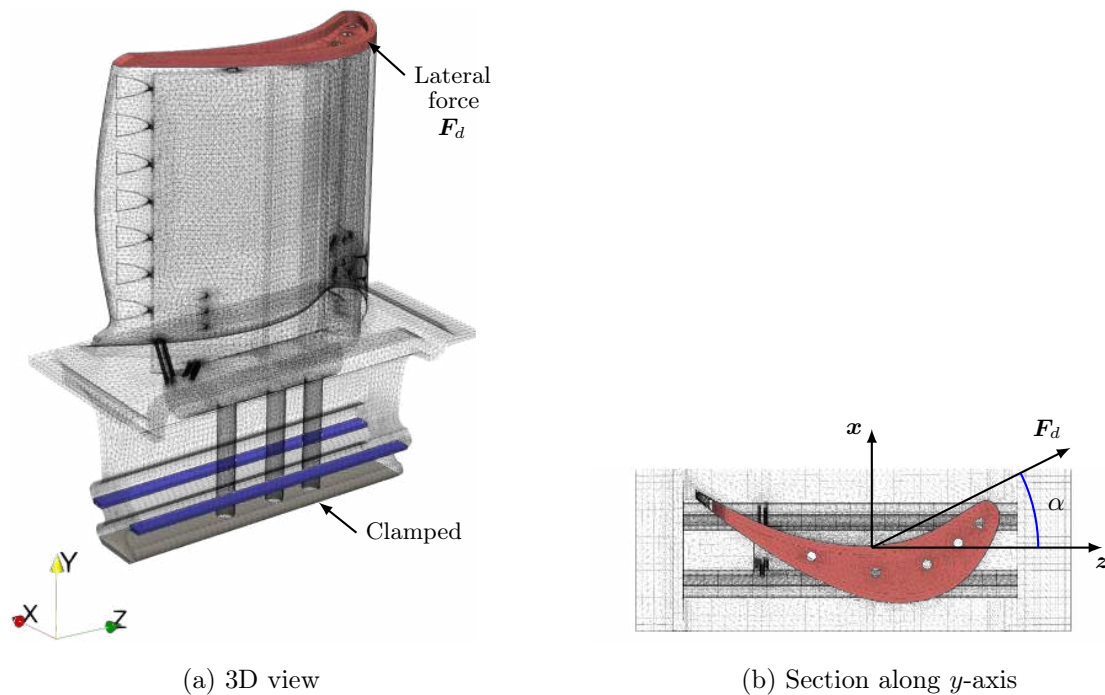 Lateral
force
F_d
Clamped
Y
X
Z
(a) 3D view
x
F_d
α
z
(b) Section along y-axis